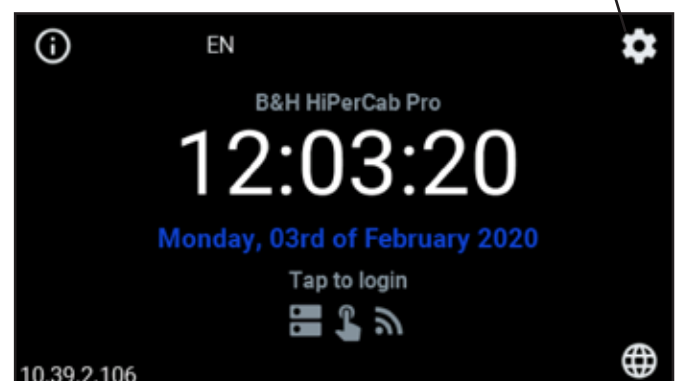 EN
B&H HiPerCab Pro
12:03:20
Monday, 03rd of February 2020
Tap to login
10.39.2.106